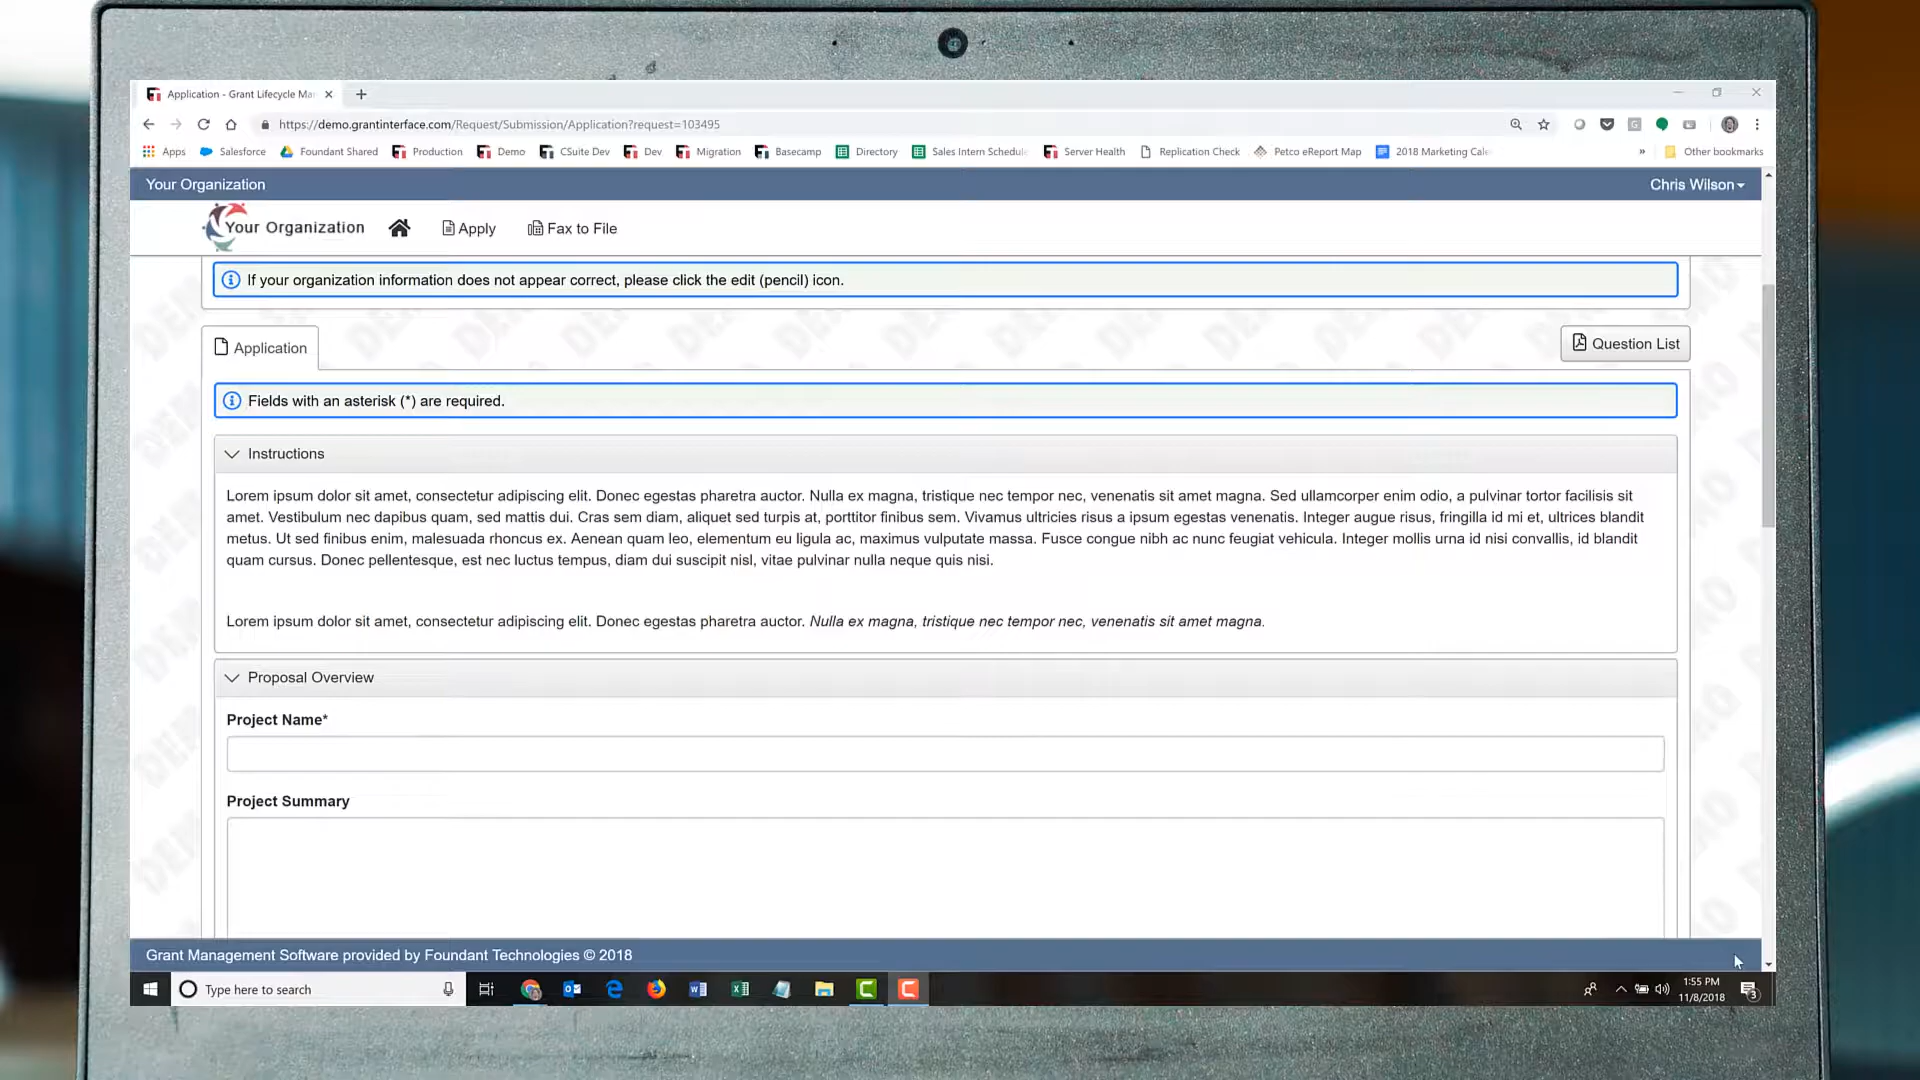 Application - Grant Lifecycle Ma
https://demo.grantinterface.com/Request/Submission/Application?request=103495
Apps Salesforce Foundant Shared Production Demo CSuite Dev Dev Migration Basecamp Directory Sales Intern Schedul Server Health Replication Check Petco eReport Map 2018 Marketing Cale » Other bookmarks
Your Organization Chris Wilson
Your Organization Apply Fax to File
If your organization information does not appear correct, please click the edit (pencil) icon.
Application Question List
Fields with an asterisk (*) are required.
Instructions
Lorem ipsum dolor sit amet, consectetur adipiscing elit. Donec egestas pharetra auctor. Nulla ex magna, tristique nec tempor nec, venenatis sit amet magna. Sed ullamcorper enim odio, a pulvinar tortor facilisis sit
amet. Vestibulum nec dapibus quam, sed mattis dui. Cras sem diam, aliquet sed turpis at, porttitor finibus sem. Vivamus ultricies risus a ipsum egestas venenatis. Integer augue risus, fringilla id mi et, ultrices blandit
metus. Ut sed finibus enim, malesuada rhoncus ex. Aenean quam leo, elementum eu ligula ac, maximus vulputate massa. Fusce congue nibh ac nunc feugiat vehicula. Integer mollis urna id nisi convallis, id blandit
quam cursus. Donec pellentesque, est nec luctus tempus, diam dui suscipit nisl, vitae pulvinar nulla neque quis nisi.
Lorem ipsum dolor sit amet, consectetur adipiscing elit. Donec egestas pharetra auctor. Nulla ex magna, tristique nec tempor nec, venenatis sit amet magna.
Proposal Overview
Project Name*
Project Summary
Grant Management Software provided by Foundant Technologies © 2018
Type here to search
1:55 PM
11/8/2018
3